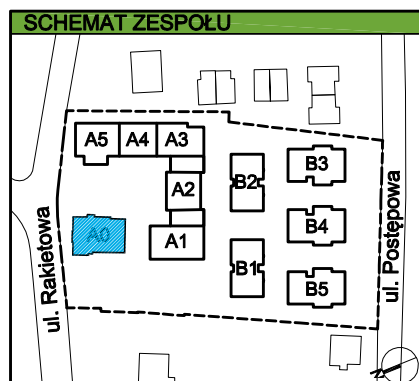 SCHEMAT ZESPOŁU
A5 A4 A3
B3
A2 B2
B4
A0 A1
B1
B5
ul. Rakietowa
ul. Postępowa